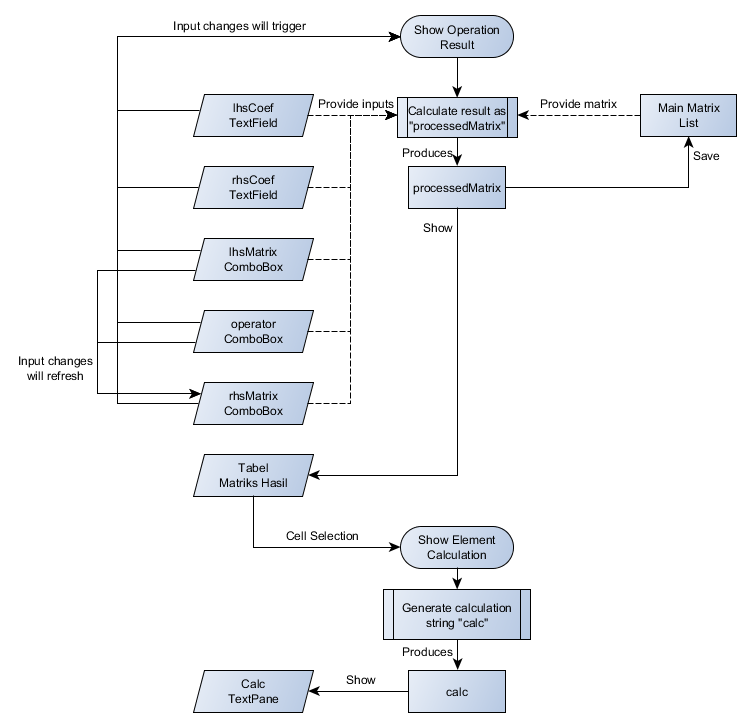 Input changes will trigger
Show Operation
Result
lhsCoef
TextField
Provide inputs
Calculate result as
"processedMatrix"
Provide matrix
Main Matrix
List
Produces
Save
rhsCoef
TextField
processedMatrix
Show
lhsMatrix
ComboBox
operator
ComboBox
Input changes
will refresh
rhsMatrix
ComboBox
Tabel
Matriks Hasil
Cell Selection
Show Element
Calculation
Generate calculation
string "calc"
Produces
Calc
TextPane
Show
calc